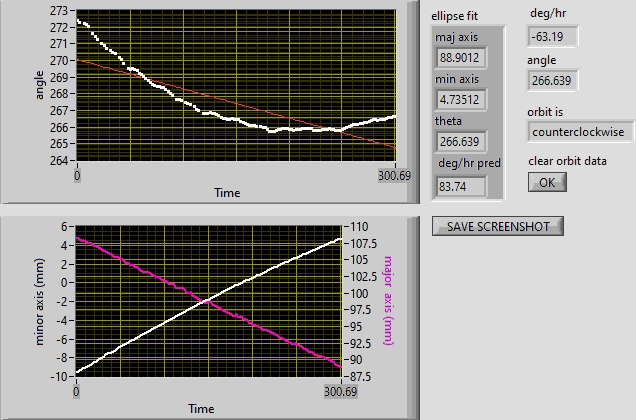 273
272
271
270
269
268
267
266
265
264
angle
0
300.69
Time
ellipse fit
maj axis
88.9012
min axis
4.73512
theta
266.639
deg/hr pred
83.74
deg/hr
-63.19
angle
266.639
orbit is
counterclockwise
clear orbit data
OK
SAVE SCREENSHOT
6
4
2
0
-2
-4
-6
-8
-10
minor axis (mm)
110
107.5
105
102.5
100
97.5
95
92.5
90
87.5
major axis (mm)
0
300.69
Time